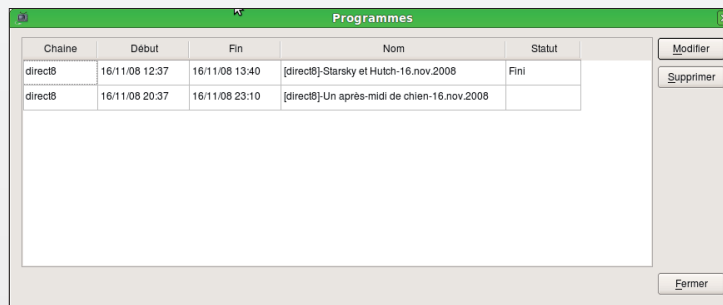 Programmes
Chaine Début Fin Nom Statut
direct8 16/11/08 12:37 16/11/08 13:40 [direct8]-Starsky et Hutch-16.nov.2008 Fini
direct8 16/11/08 20:37 16/11/08 23:10 [direct8]-Un après-midi de chien-16.nov.2008
Modifier
Supprimer
Fermer